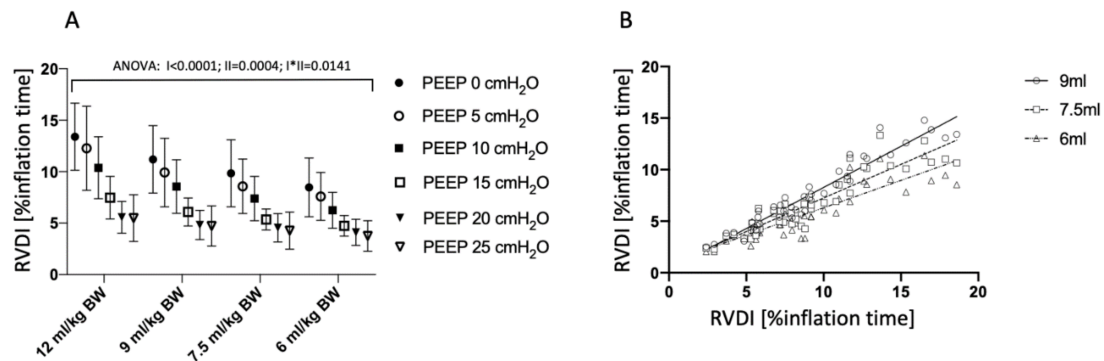 A
ANOVA: I<0.0001; II=0.0004; I*II=0.0141
RVDI [%inflation time]
20
15
10
5
0
12 ml/kg BW
9 ml/kg BW
7.5 ml/kg BW
6 ml/kg BW
PEEP 0 cmH₂O
PEEP 5 cmH₂O
PEEP 10 cmH₂O
PEEP 15 cmH₂O
PEEP 20 cmH₂O
PEEP 25 cmH₂O
B
RVDI [%inflation time]
20
15
10
5
0
0 5 10 15 20
RVDI [%inflation time]
9ml
7.5ml
6ml